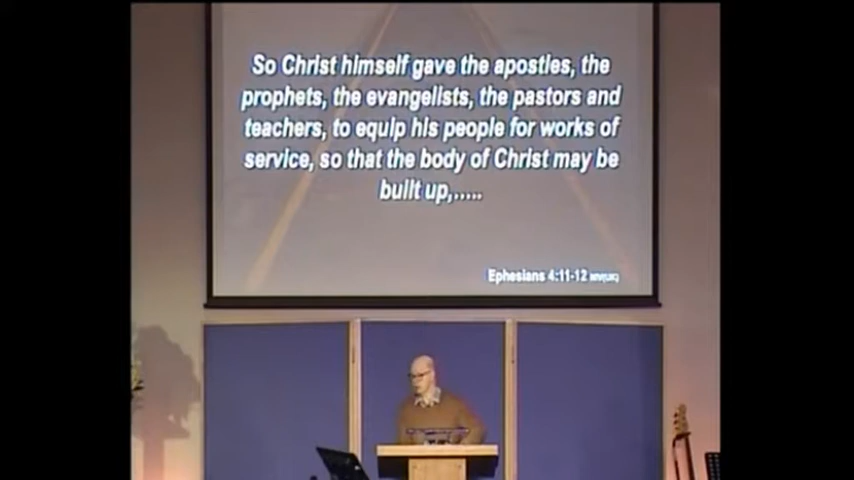 So Christ himself gave the apostles, the
prophets, the evangelists, the pastors and
teachers, to equip his people for works of
service, so that the body of Christ may be
built up,.....
Ephesians 4:11-12